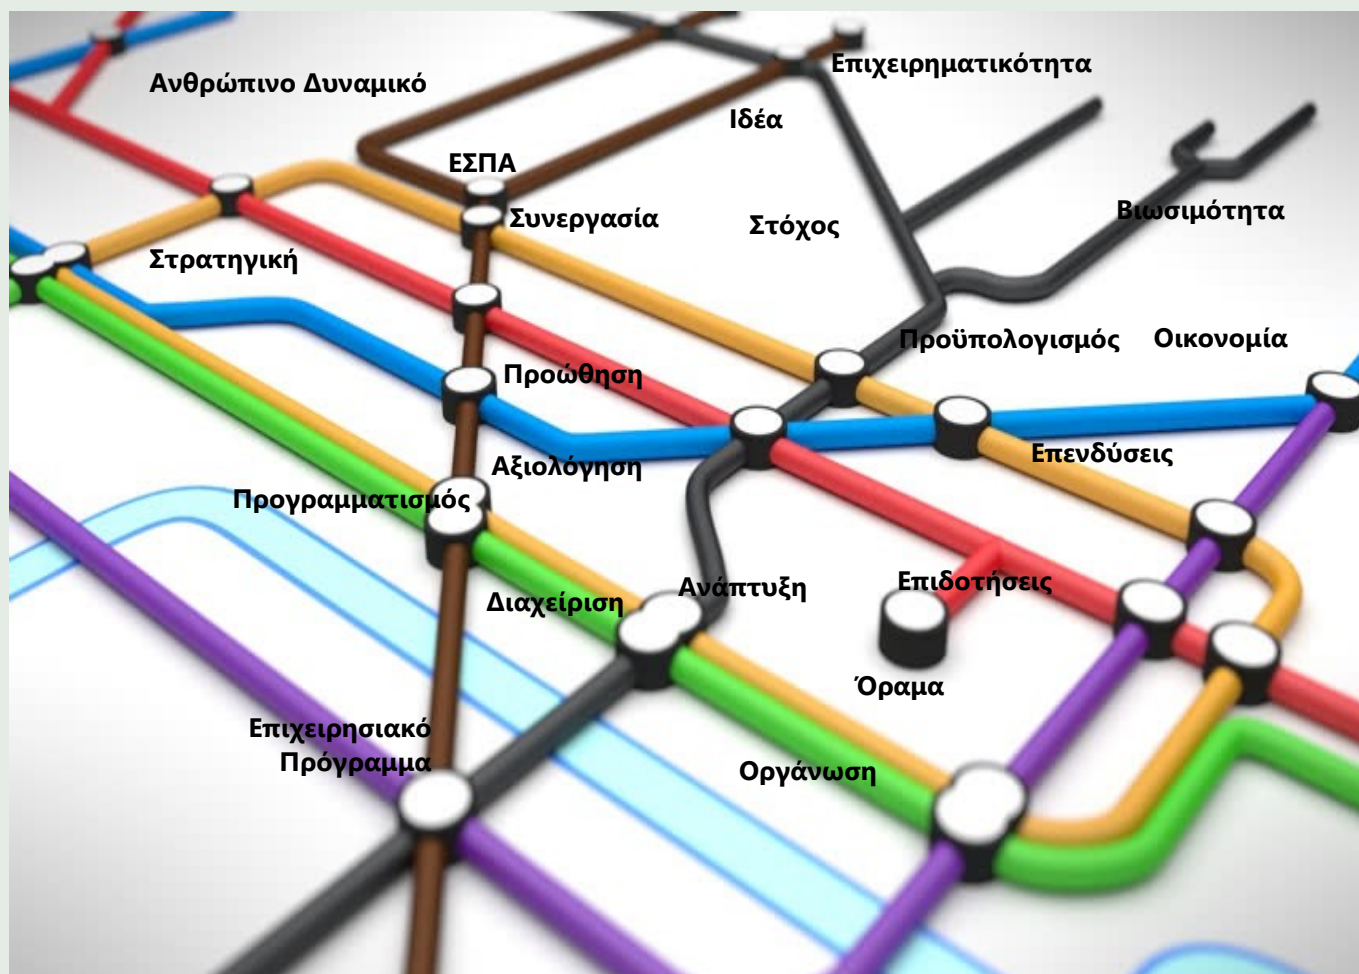 Επιχειρηματικότητα
Ανθρώπινο Δυναμικό
Ιδέα
ΕΣΠΑ
Βιωσιμότητα
Συνεργασία
Στόχος
Στρατηγική
Προϋπολογισμός
Οικονομία
Προώθηση
Επενδύσεις
Αξιολόγηση
Προγραμματισμός
Επιδοτήσεις
Ανάπτυξη
Διαχείριση
Όραμα
Επιχειρησιακό
Πρόγραμμα
Οργάνωση